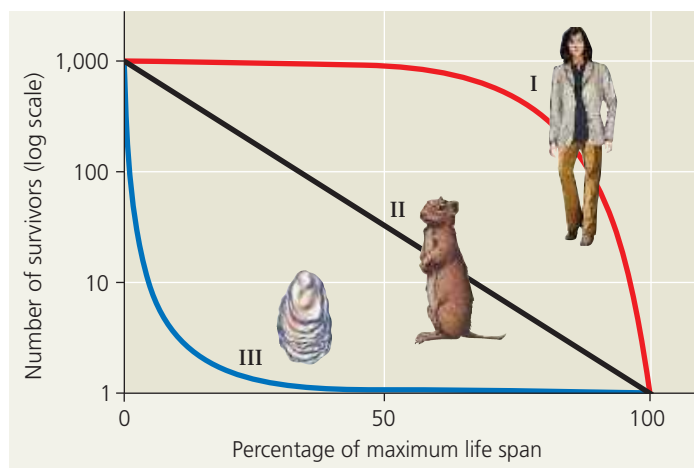 Number of survivors (log scale)
1,000
100
10
1
I
II
III
0
50
100
Percentage of maximum life span